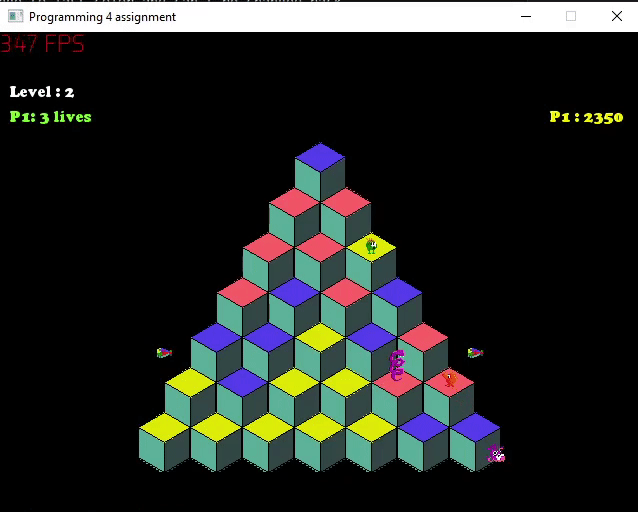 Programming 4 assignment
347 FPS
Level : 2
P1: 3 lives
P1 : 2350